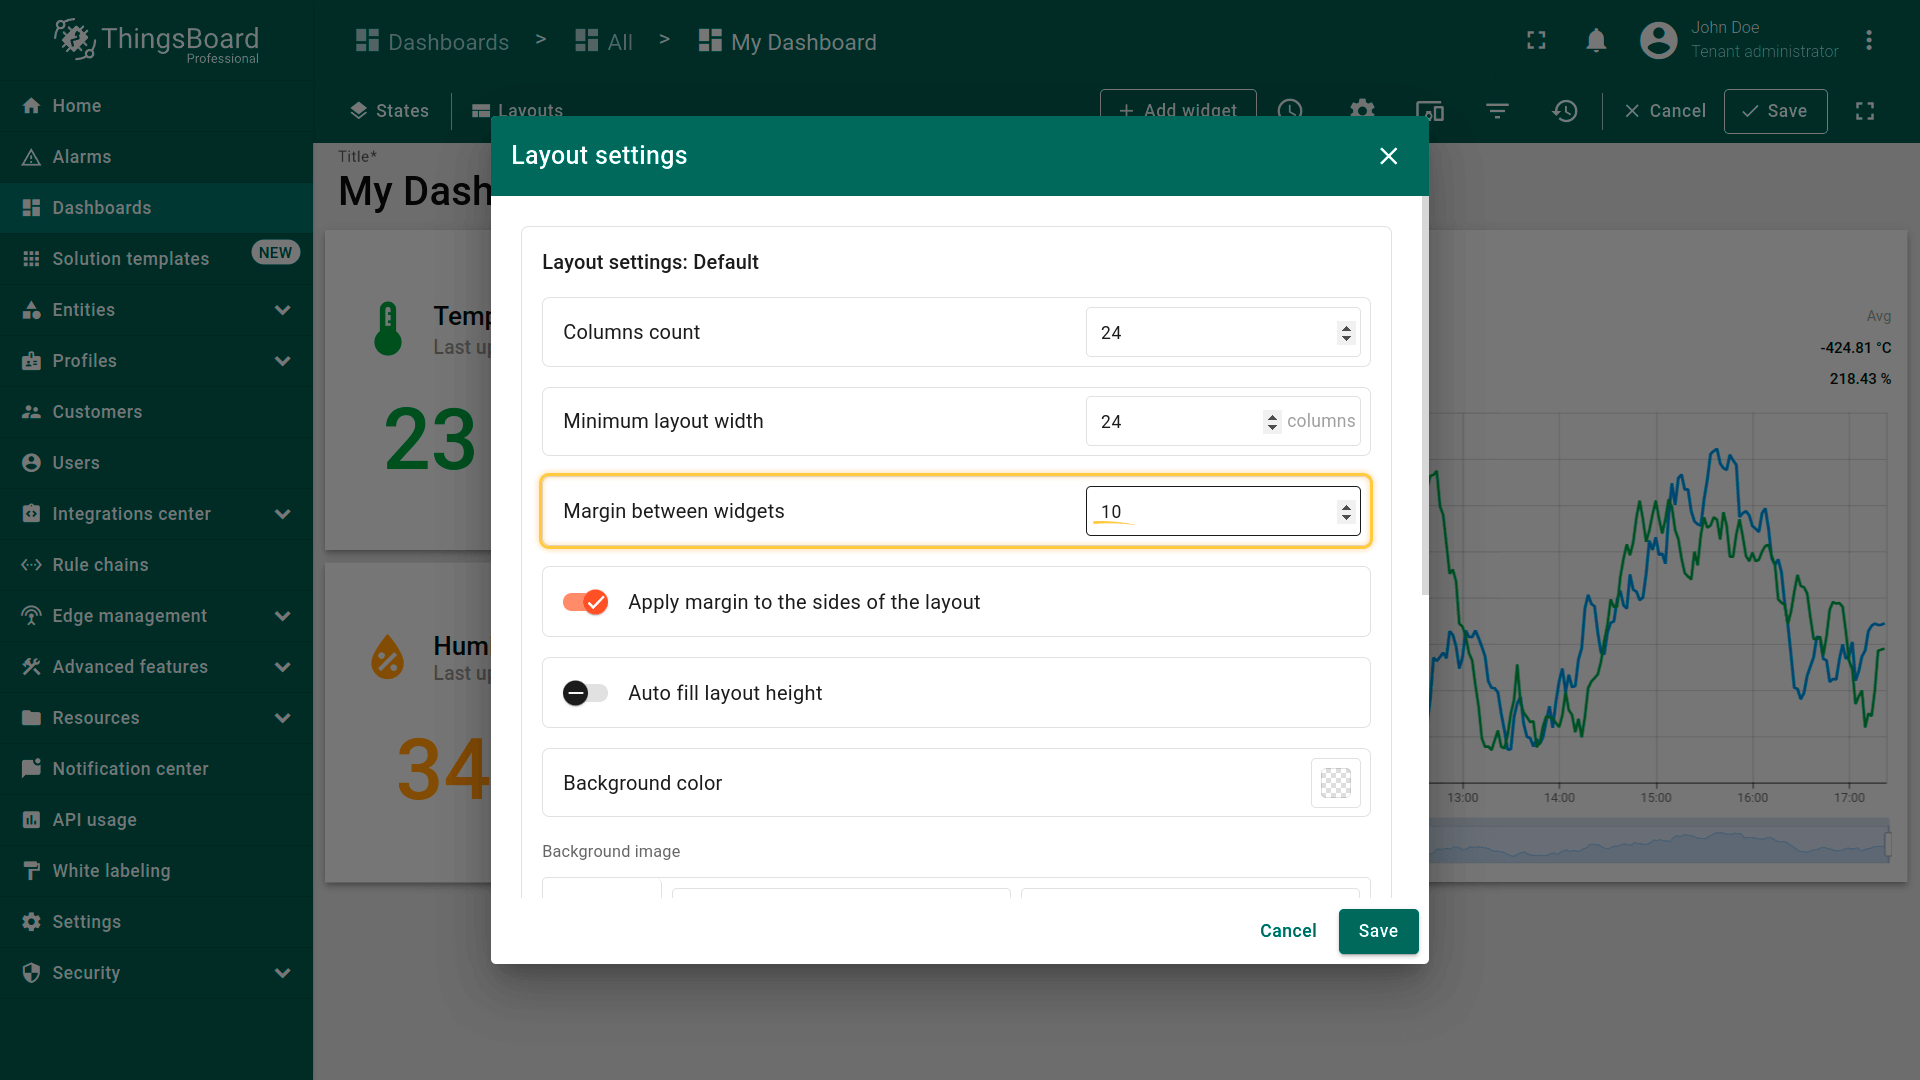 ThingsBoard
Professional
Dashboards > All > My Dashboard
John Doe
Tenant administrator
Home
Alarms
Dashboards
Solution templates
NEW
Entities
Profiles
Customers
Users
Integrations center
Rule chains
Edge management
Advanced features
Resources
Notification center
API usage
White labeling
Settings
Security
States
Layouts
+ Add widget
Cancel
Save
Title*
My Dash
Temp
Last up
23
Hum
Last up
34
Avg
-424.81 °C
218.43 %
13:00
14:00
15:00
16:00
17:00
Layout settings
Layout settings: Default
Columns count
24
Minimum layout width
24
columns
Margin between widgets
10
Apply margin to the sides of the layout
Auto fill layout height
Background color
Background image
Cancel
Save